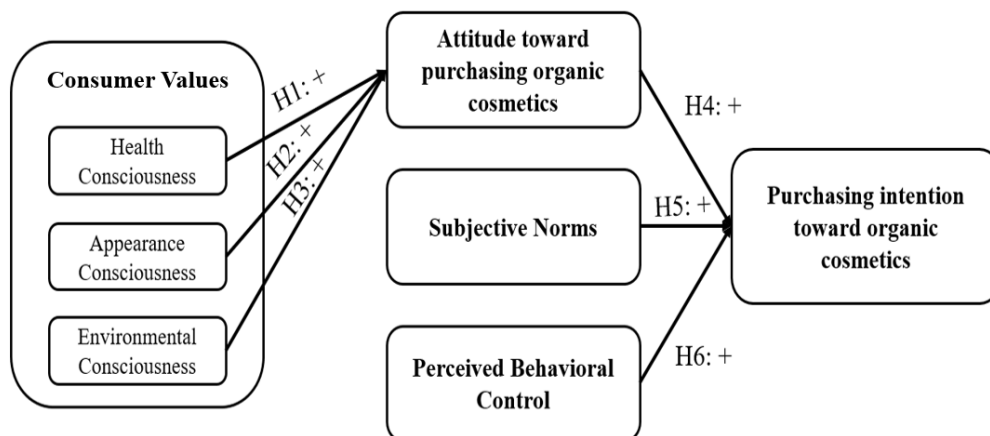 Consumer Values
Health
Consciousness
Appearance
Consciousness
Environmental
Consciousness
H1: +
H2: +
H3: +
Attitude toward
purchasing organic
cosmetics
Subjective Norms
Perceived Behavioral
Control
H4: +
H5: +
H6: +
Purchasing intention
toward organic
cosmetics